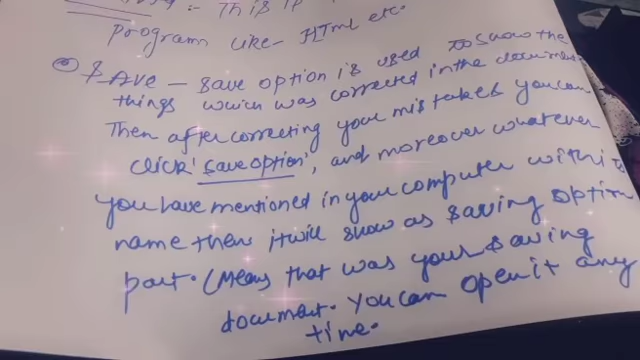 :- This is
program like- HTML etc.
SAVE - save option is used to show the
things which was corrected in the document.
Then after correcting your mistakes you can
click 'save option', and moreover whatever
you have mentioned in your computer with
name then it will show as saving option
part. (Means that was your saving
document. You can open it any
time.